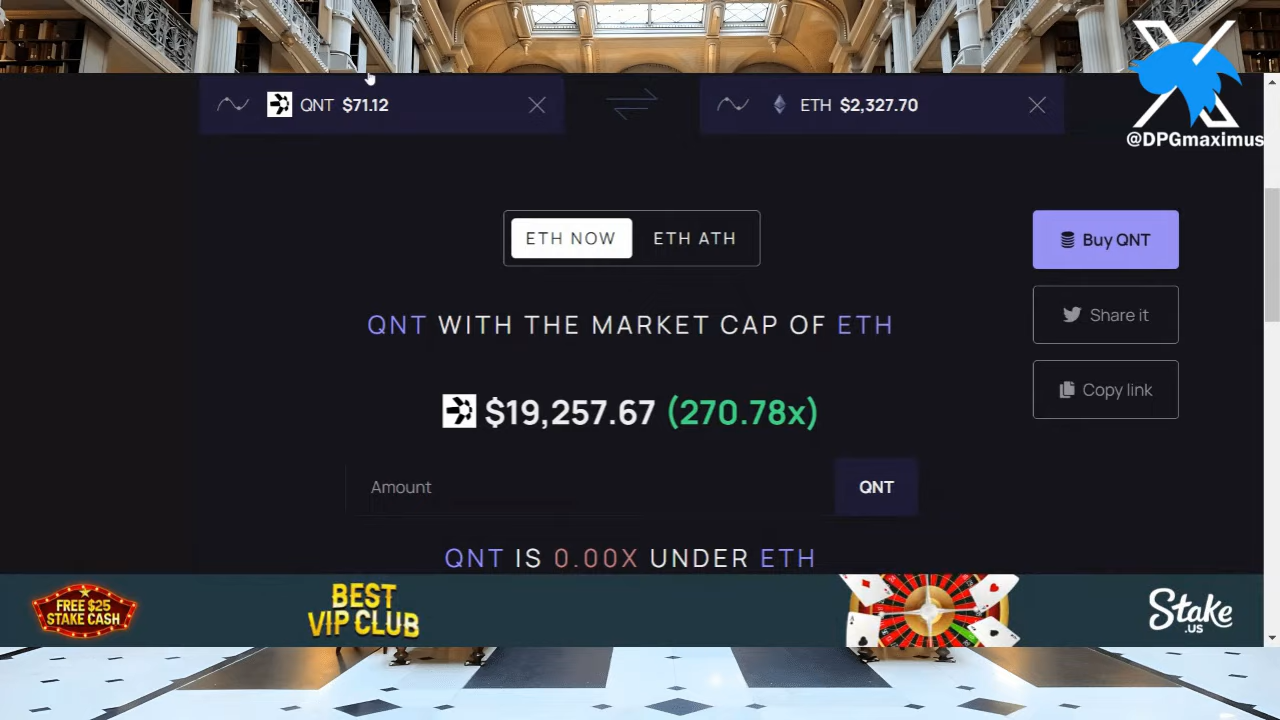 QNT $71.12
ETH $2,327.70
@DPGmaximus
ETH NOW
ETH ATH
Buy QNT
Share it
Copy link
QNT WITH THE MARKET CAP OF ETH
$19,257.67 (270.78x)
Amount
QNT
QNT IS 0.00X UNDER ETH
FREE $25
STAKE CASH
BEST
VIP CLUB
Stake
.US